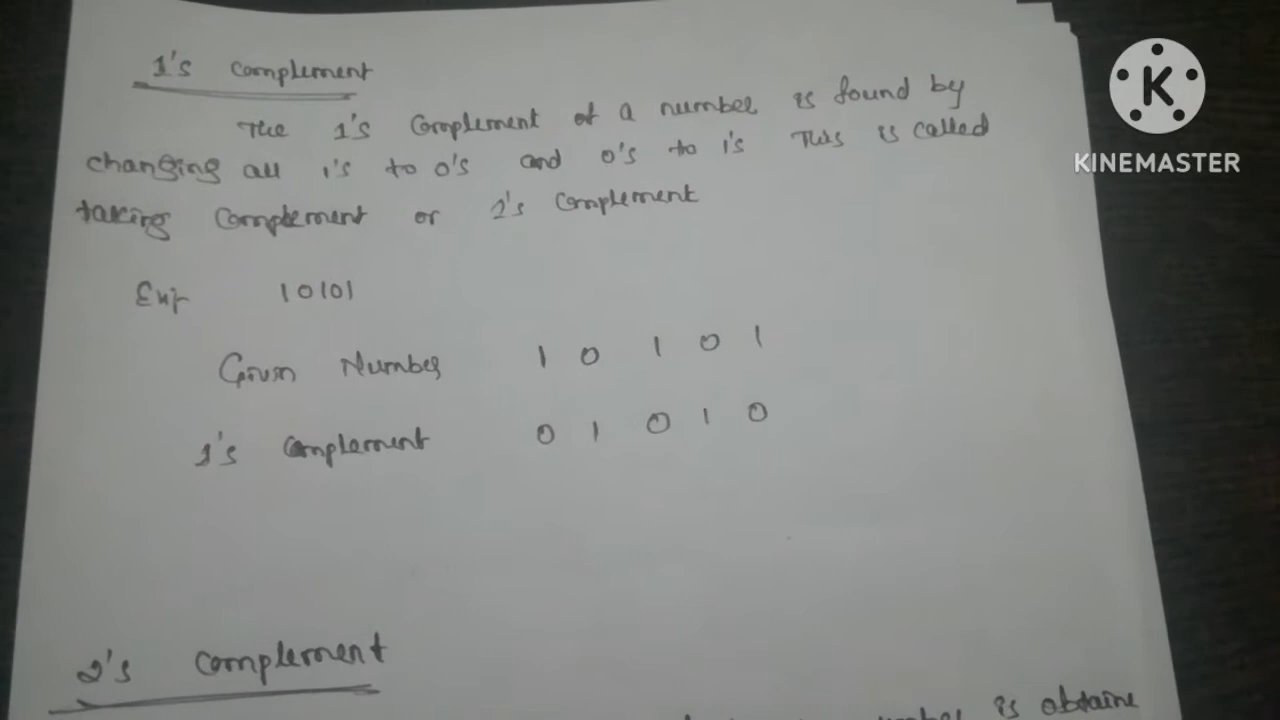 1's complement
The 1's complement of a number is found by
changing all 1's to 0's and 0's to 1's This is called
taking complement or 1's complement
10101
Given Number 1 0 1 0 1
1's complement 0 1 0 1 0
2's complement
is obtaine
K
KINEMASTER